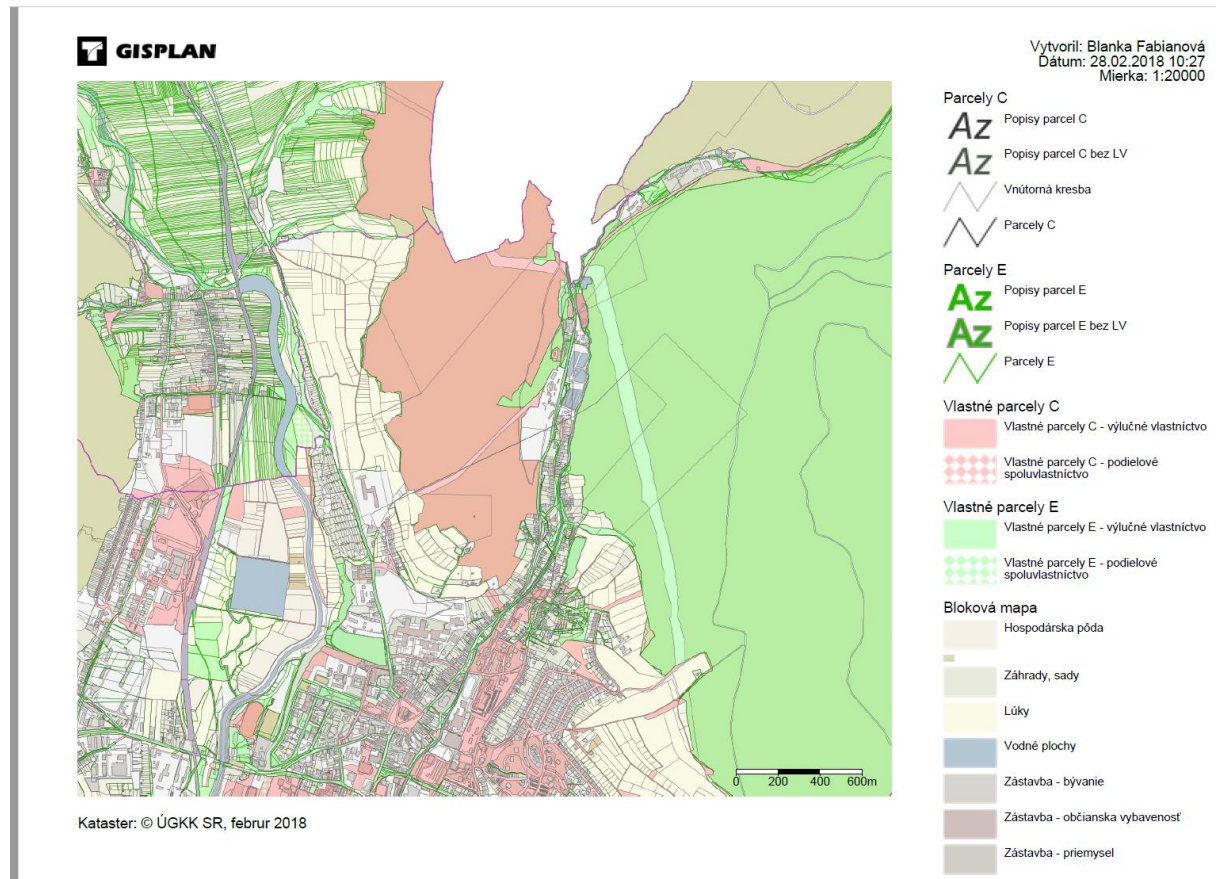 GISPLAN
Vytvoril: Blanka Fabianová
Dátum: 28.02.2018 10:27
Mierka: 1:20000
Parcely C
Az Popisy parcel C
Az Popisy parcel C bez LV
Vnútorná kresba
Parcely C
Parcely E
Az Popisy parcel E
Az Popisy parcel E bez LV
Parcely E
Vlastné parcely C
Vlastné parcely C - výlučné vlastníctvo
Vlastné parcely C - podielové
spoluvlastníctvo
Vlastné parcely E
Vlastné parcely E - výlučné vlastníctvo
Vlastné parcely E - podielové
spoluvlastníctvo
Bloková mapa
Hospodárska pôda
Záhrady, sady
Lúky
Vodné plochy
Zástavba - bývanie
Zástavba - občianska vybavenosť
Zástavba - priemysel
0 200 400 600m
Kataster: © ÚGKK SR, februr 2018